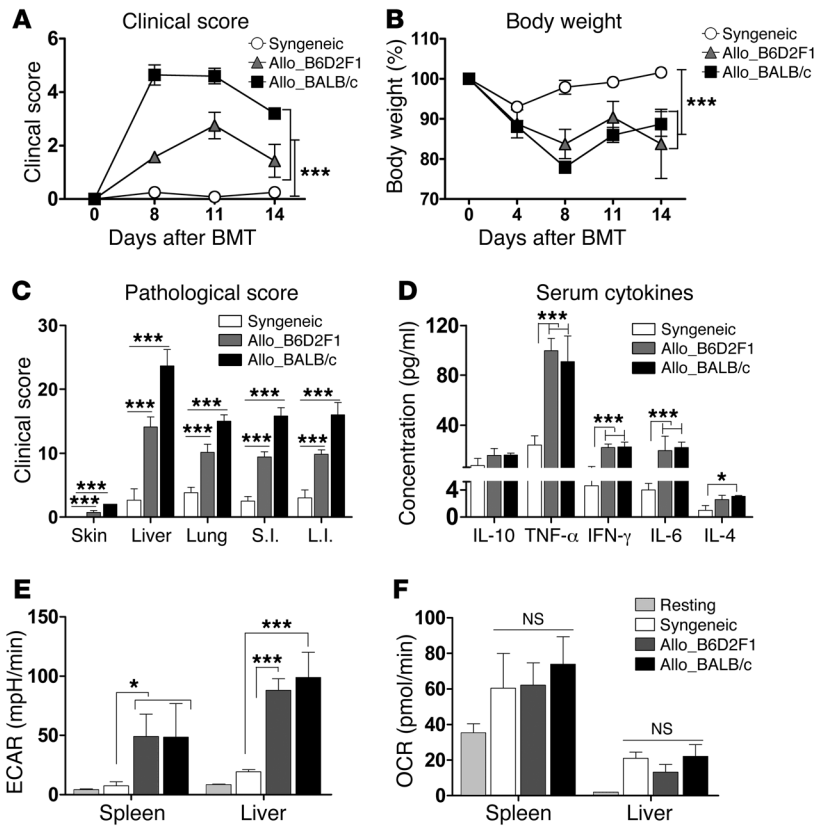 A
Clinical score
Clincal score
6
4
2
0
0
8
11
14
Days after BMT
Syngeneic
Allo_B6D2F1
Allo_BALB/c
***
B
Body weight
Body weight (%)
110
100
90
80
70
0
4
8
11
14
Days after BMT
Syngeneic
Allo_B6D2F1
Allo_BALB/c
***
C
Pathological score
Clinical score
30
20
10
0
Syngeneic
Allo_B6D2F1
Allo_BALB/c
***
***
***
***
***
***
***
***
***
***
Skin
Liver
Lung
S.I.
L.I.
D
Serum cytokines
Concentration (pg/ml)
120
80
40
4
0
Syngeneic
Allo_B6D2F1
Allo_BALB/c
***
***
***
*
IL-10
TNF-α
IFN-γ
IL-6
IL-4
E
ECAR (mpH/min)
150
100
50
0
*
***
***
Spleen
Liver
F
OCR (pmol/min)
100
80
60
40
20
0
Resting
Syngeneic
Allo_B6D2F1
Allo_BALB/c
NS
NS
Spleen
Liver